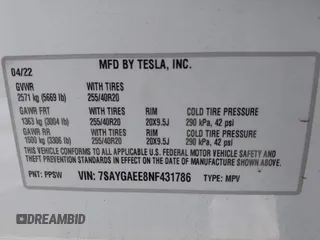 MFD BY TESLA, INC.
04/22
GVWR WITH TIRES
2571 kg (5669 lb) 255/40R20
GAWR FRT WITH TIRES RIM COLD TIRE PRESSURE
1363 kg (3004 lb) 255/40R20 20X9.5J 290 kPa, 42 psi
GAWR RR WITH TIRES RIM COLD TIRE PRESSURE
1580 kg (3306 lb) 255/40R20 20X9.5J 290 kPa, 42 psi
THIS VEHICLE CONFORMS TO ALL APPLICABLE U.S. FEDERAL MOTOR VEHICLE SAFETY AND
THEFT PREVENTION STANDARDS IN EFFECT ON THE DATE OF MANUFACTURE SHOWN ABOVE.
PNT: PPSW VIN: 7SAYGAEE8NF431786 TYPE: MPV
DREAMBID